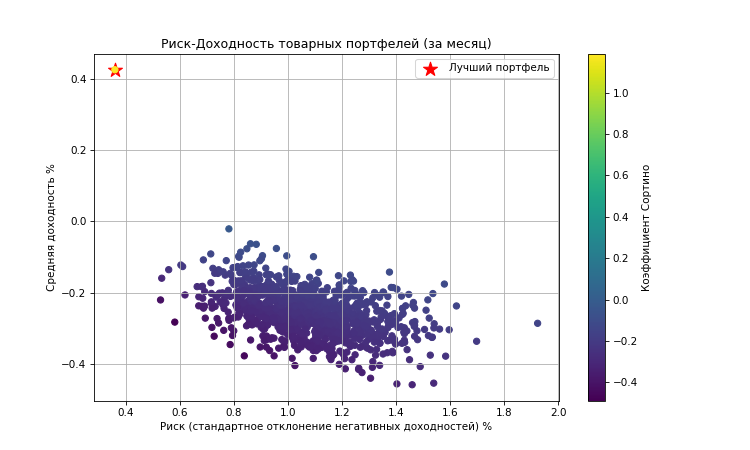 Риск-Доходность товарных портфелей (за месяц)
Лучший портфель
Средняя доходность %
0.4
0.2
0.0
−0.2
−0.4
0.4 0.6 0.8 1.0 1.2 1.4 1.6 1.8 2.0
Риск (стандартное отклонение негативных доходностей) %
1.0
0.8
0.6
0.4
0.2
0.0
−0.2
−0.4
Коэффициент Сортино